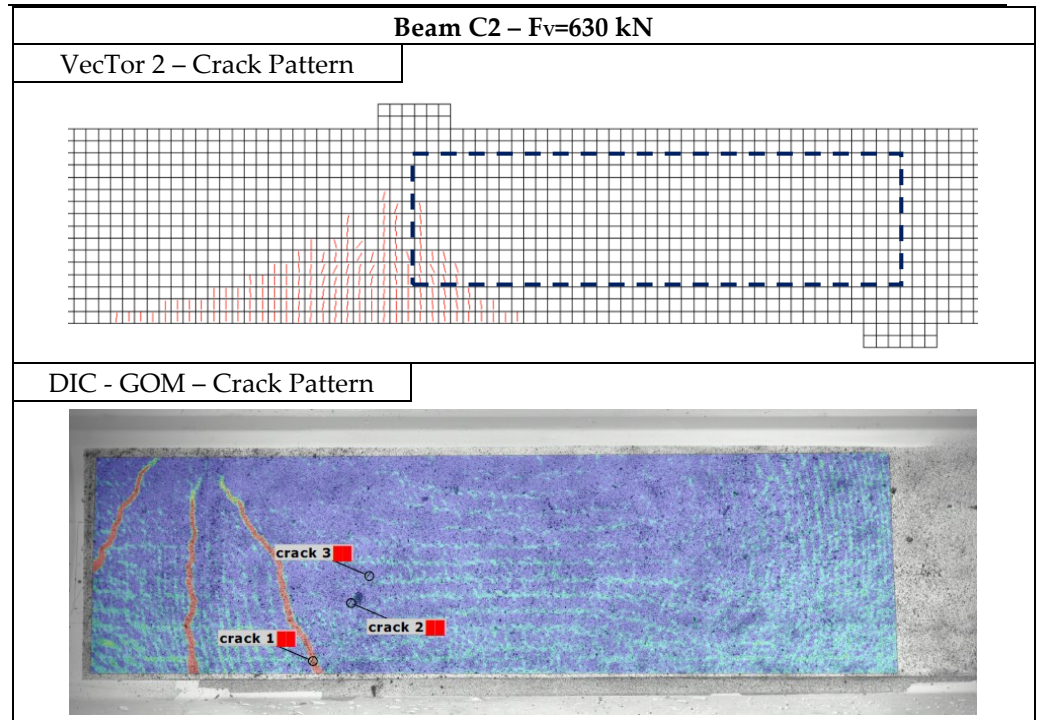 Beam C2 – Fv=630 kN
VecTor 2 – Crack Pattern
DIC - GOM – Crack Pattern
crack 3
crack 2
crack 1